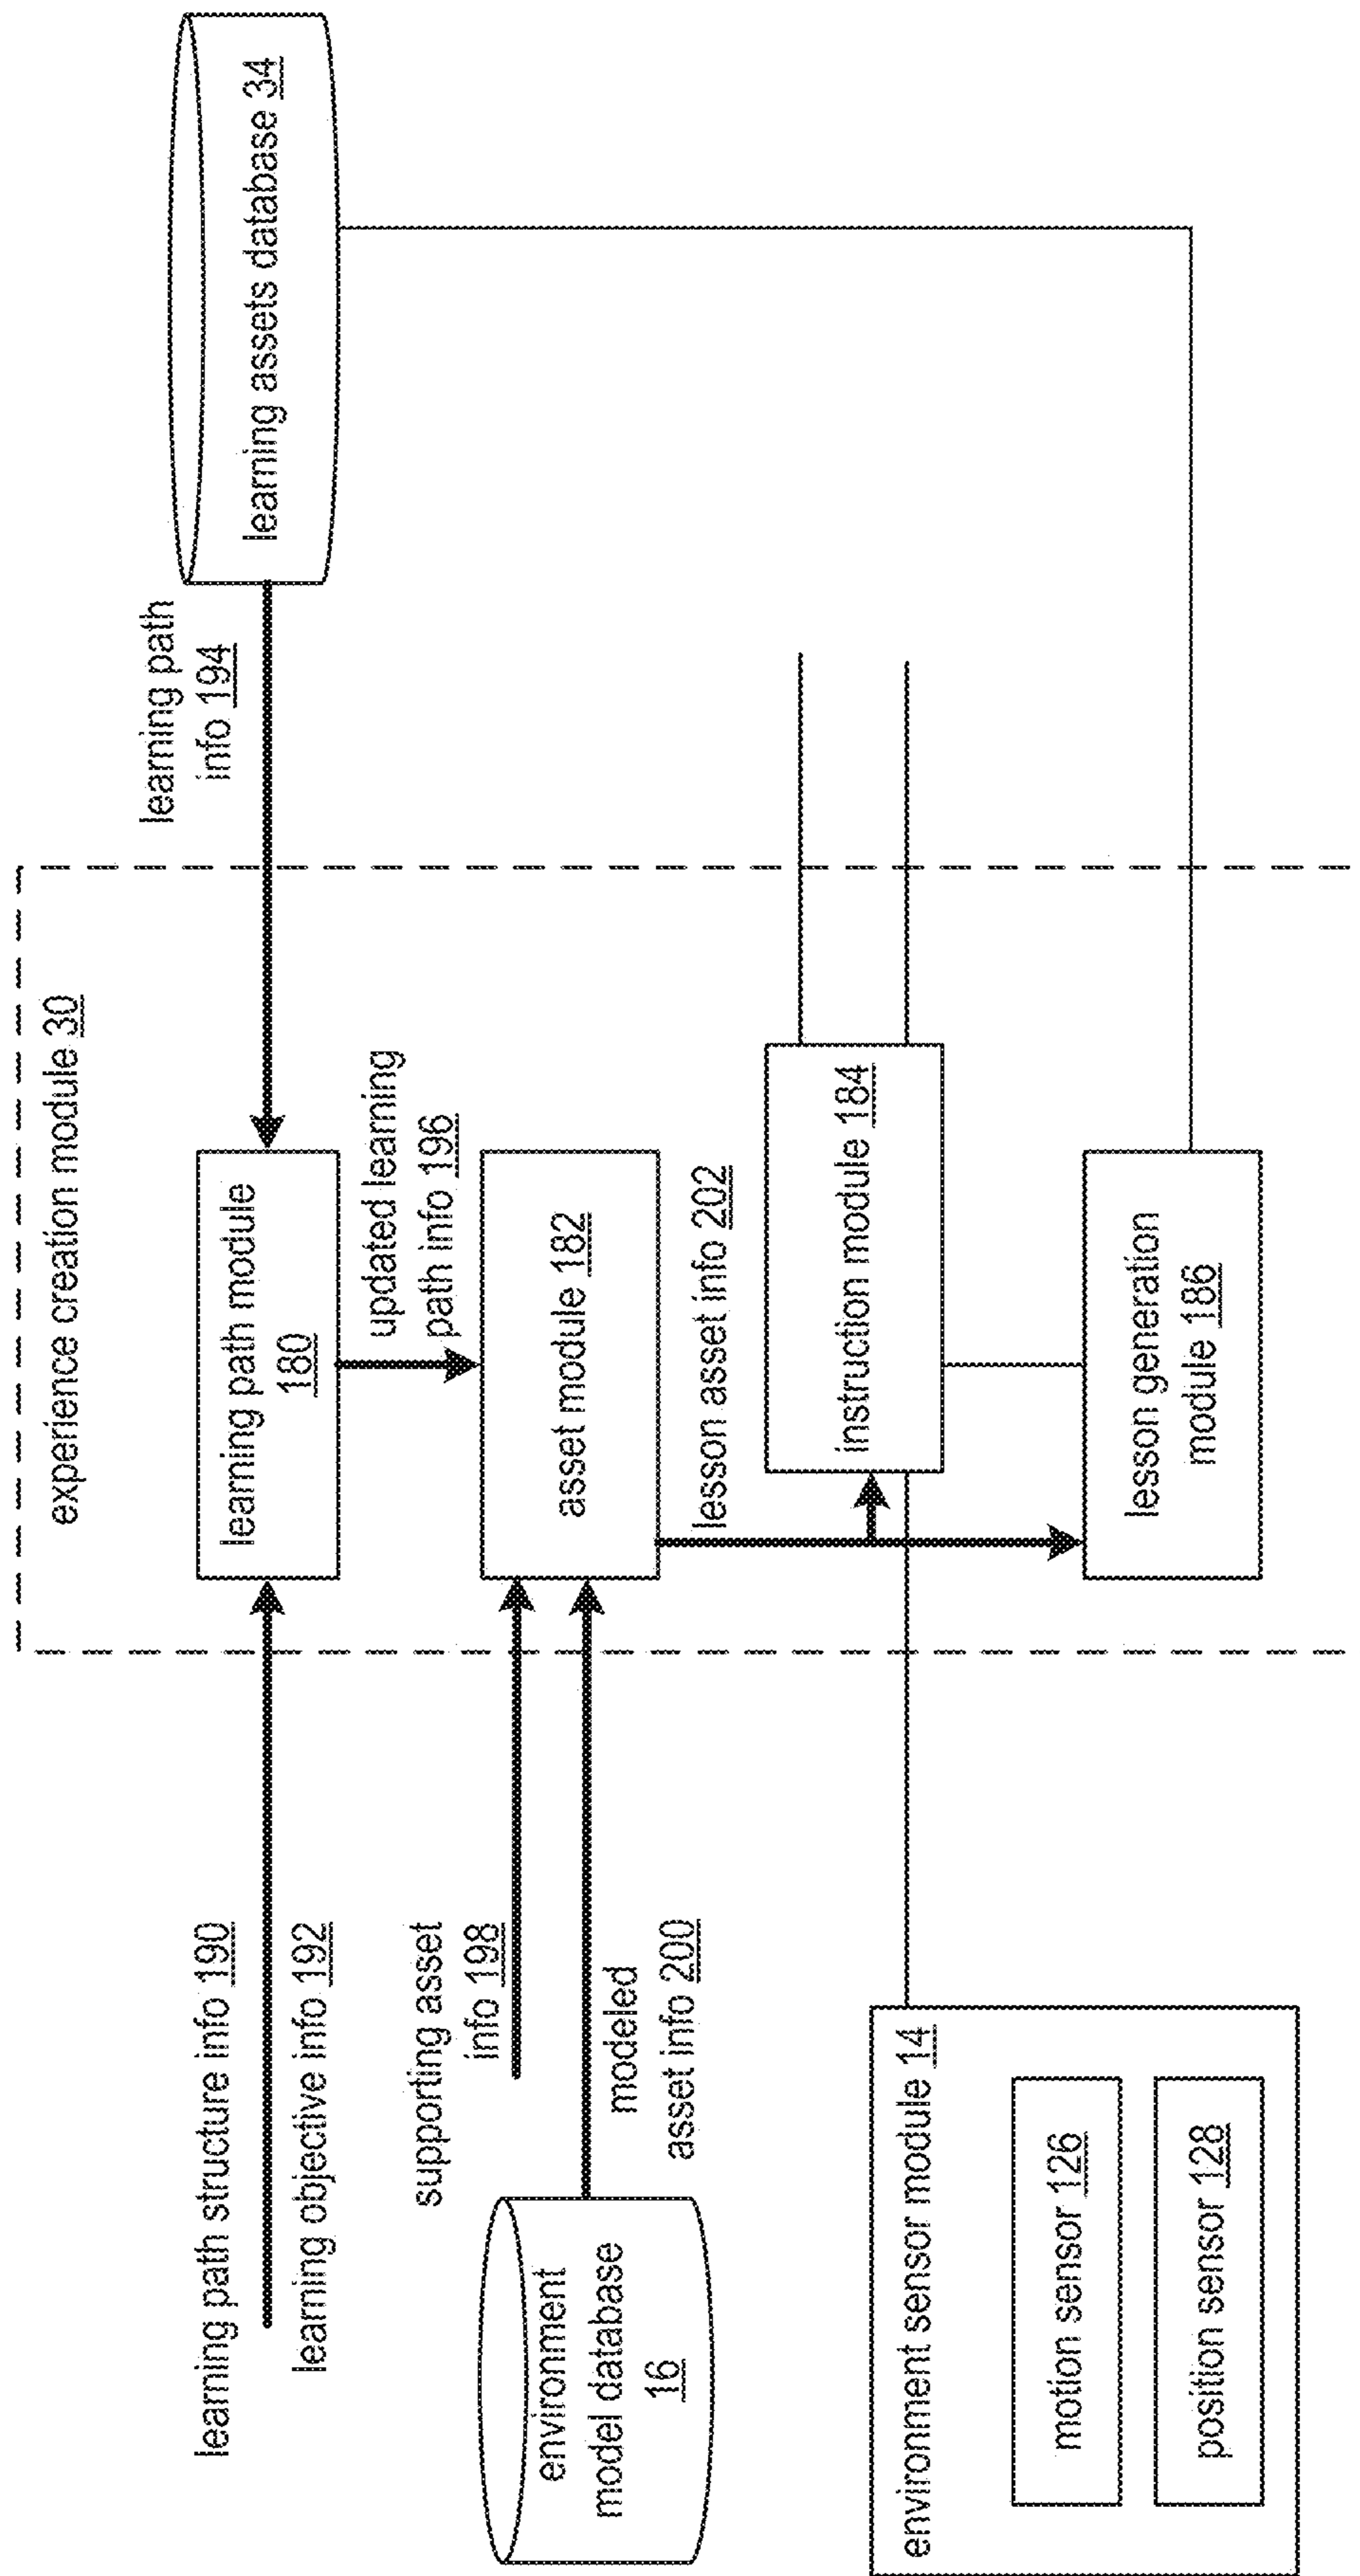 experience creation module 30
learning path structure info 190
learning objective info 192
learning path module
180
learning path
info 194
learning assets database 34
updated learning
path info 196
supporting asset
info 198
environment
model database
16
modeled
asset info 200
asset module 182
lesson asset info 202
instruction module 184
environment sensor module 14
motion sensor 126
position sensor 128
lesson generation
module 186